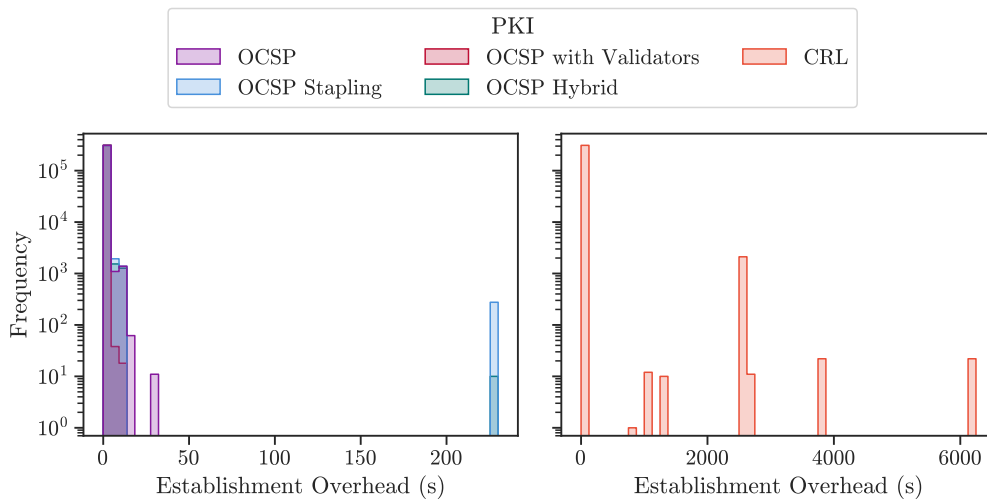 PKI
OCSP
OCSP with Validators
CRL
OCSP Stapling
OCSP Hybrid
Frequency
10^5
10^4
10^3
10^2
10^1
10^0
0 50 100 150 200
Establishment Overhead (s)
0 2000 4000 6000
Establishment Overhead (s)